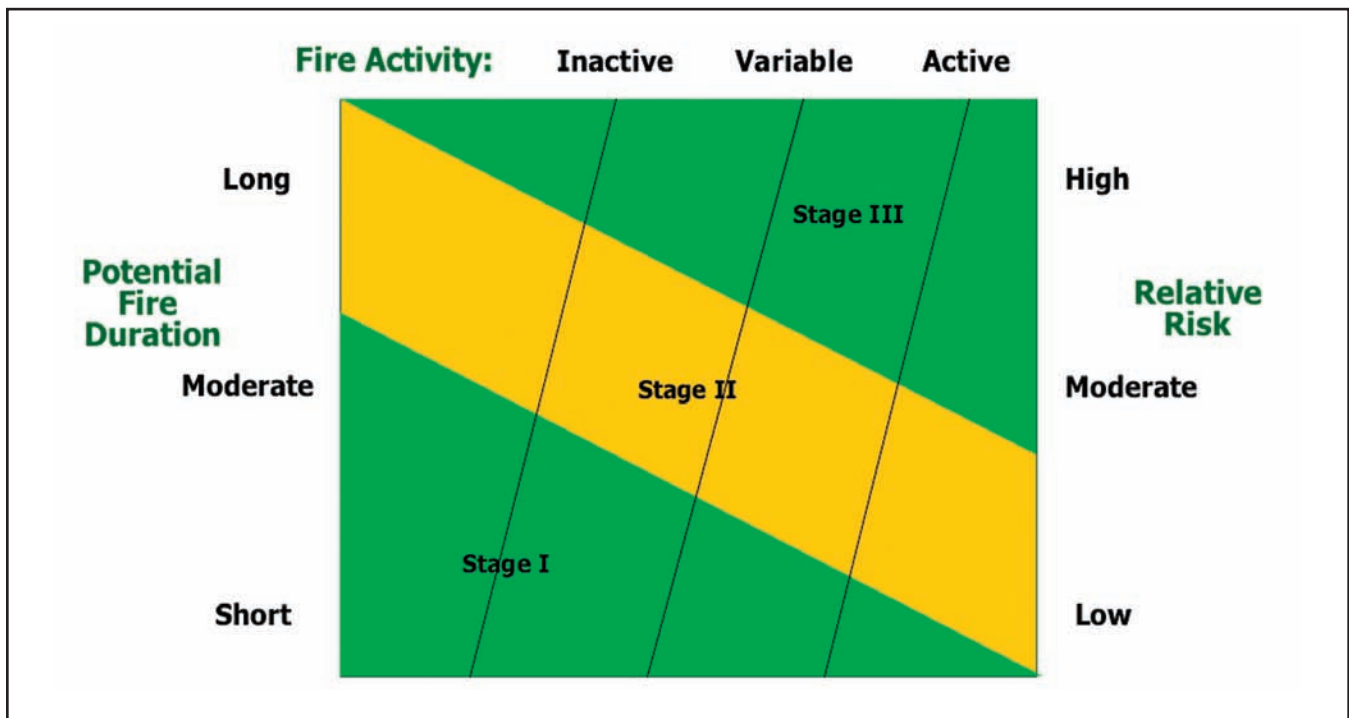 Fire Activity: Inactive Variable Active
Long
High
Stage III
Potential
Fire
Duration
Relative
Risk
Moderate
Stage II
Moderate
Stage I
Short
Low